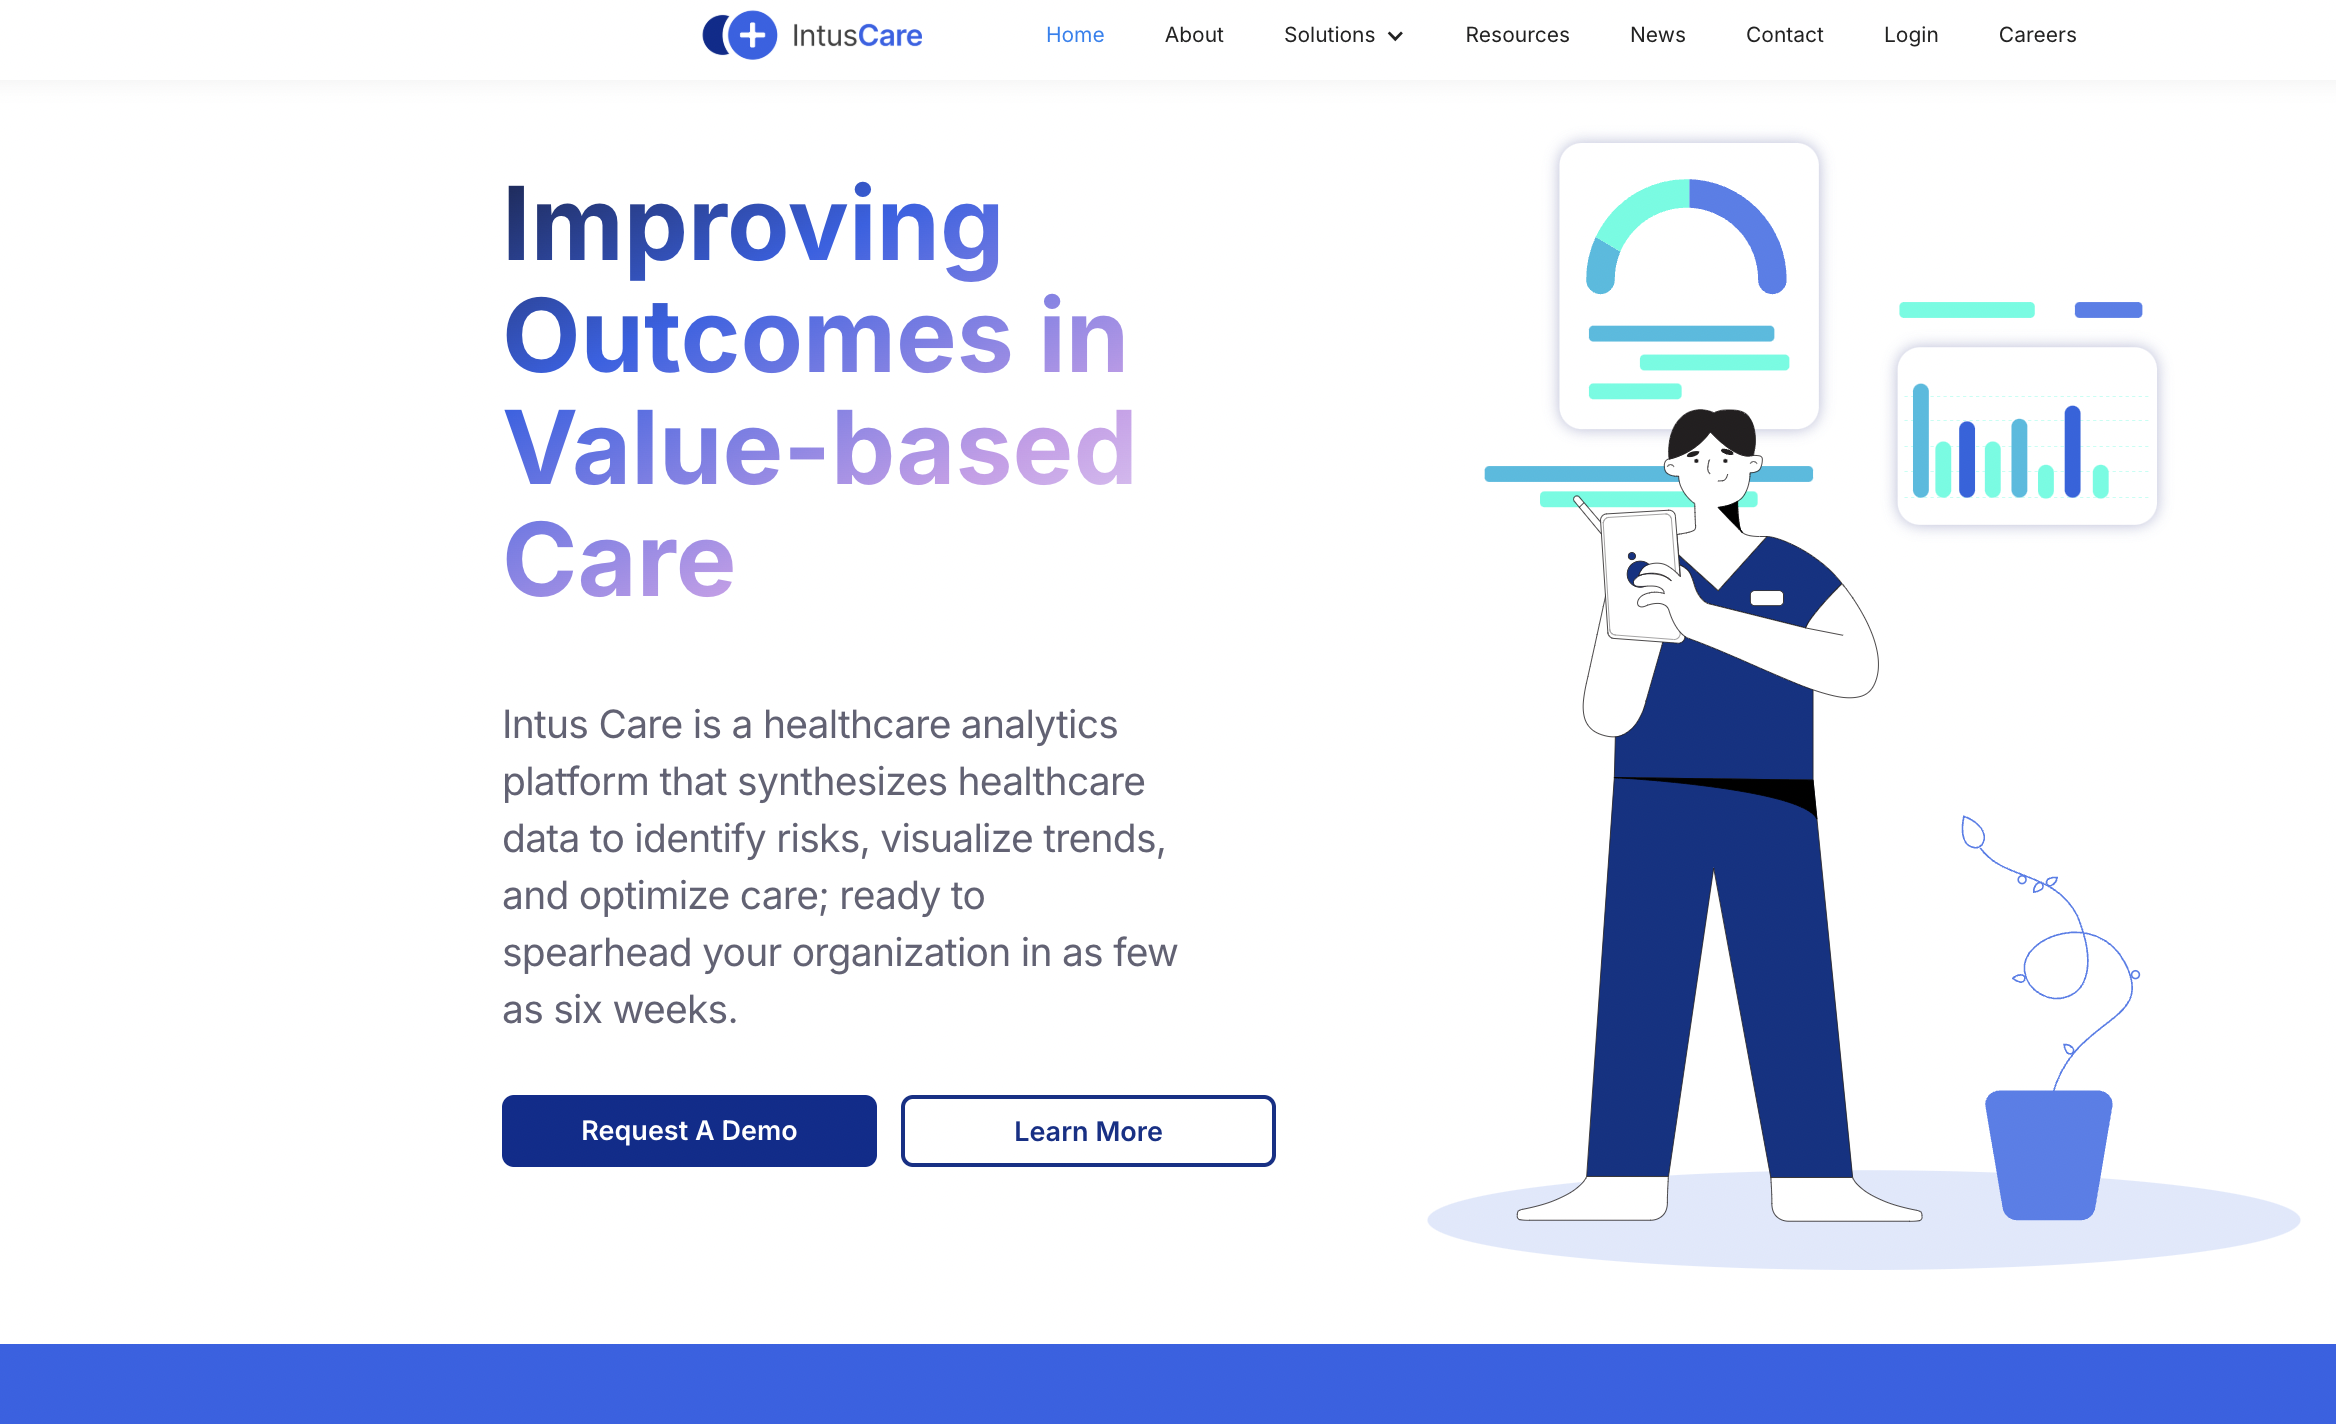 IntusCare
Home
About
Solutions
Resources
News
Contact
Login
Careers
Improving
Outcomes in
Value-based
Care
Intus Care is a healthcare analytics
platform that synthesizes healthcare
data to identify risks, visualize trends,
and optimize care; ready to
spearhead your organization in as few
as six weeks.
Request A Demo
Learn More